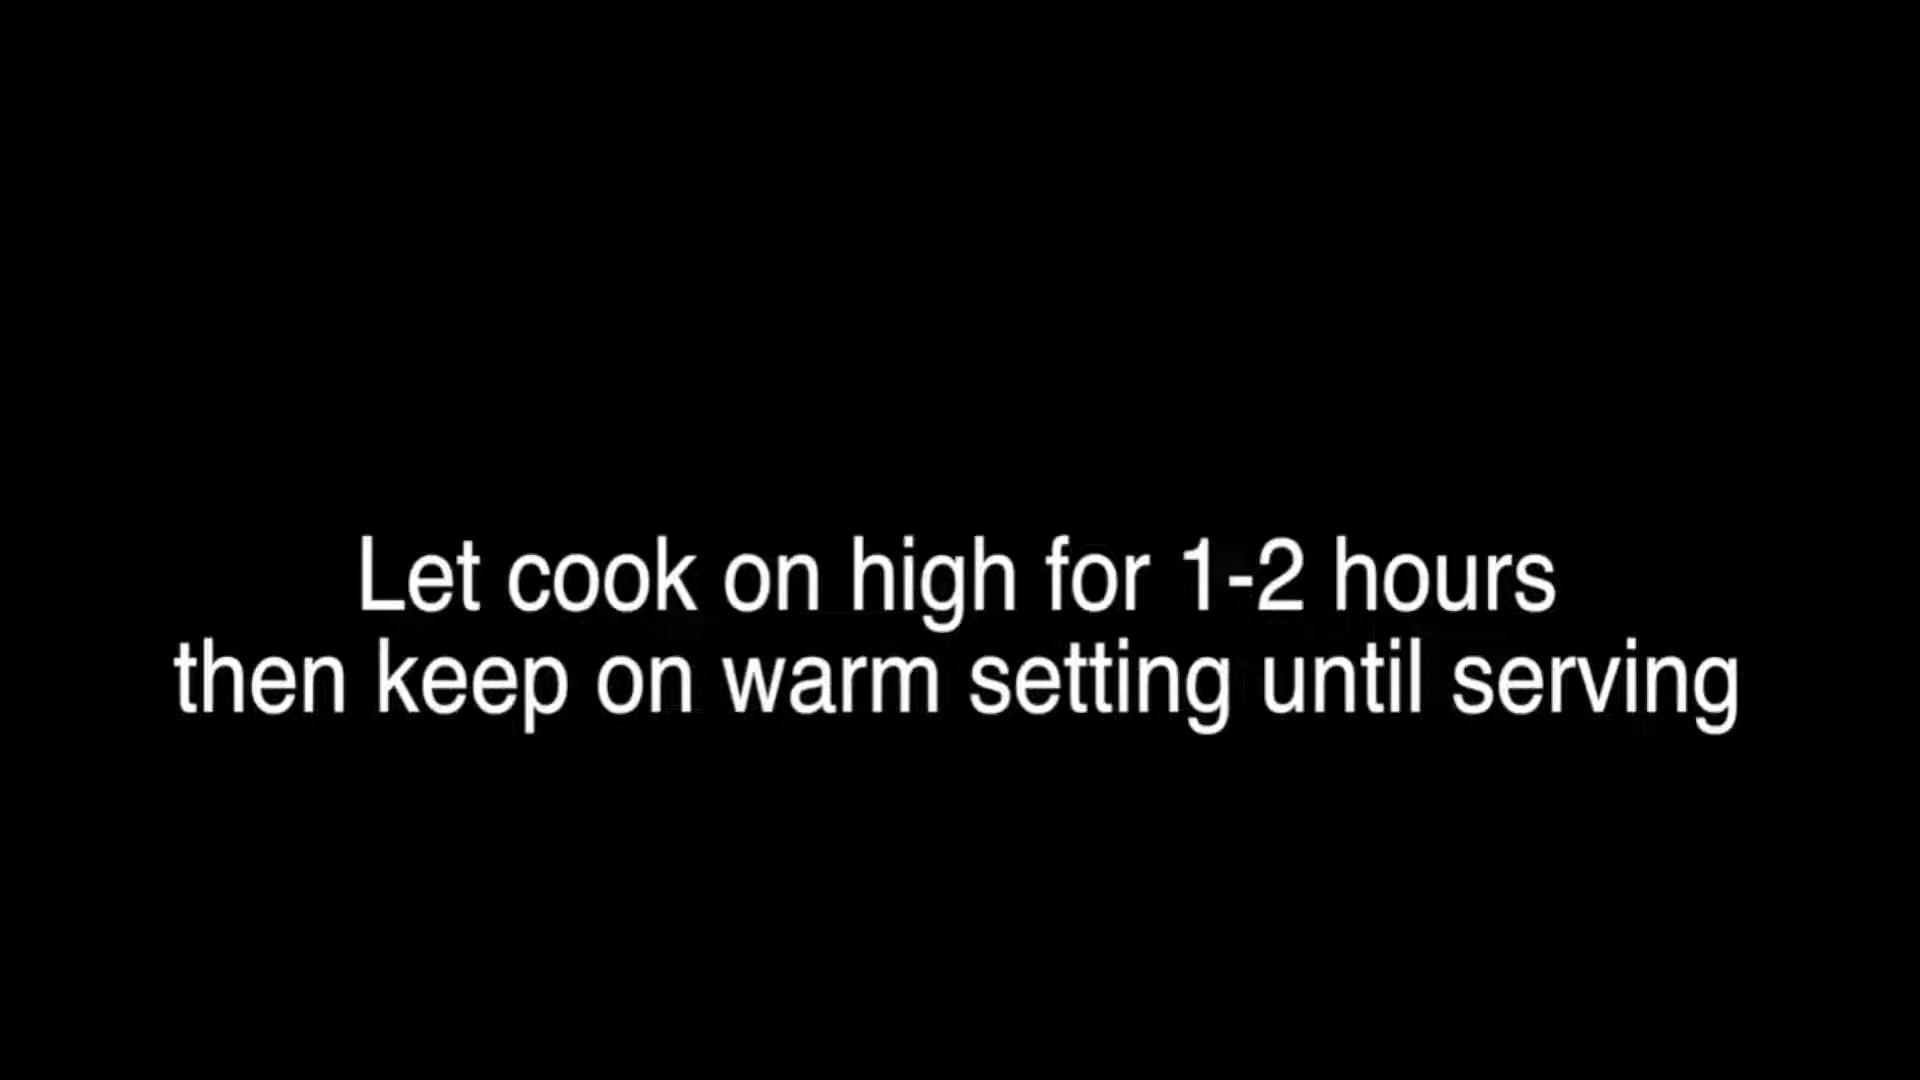 Let cook on high for 1-2 hours
then keep on warm setting until serving